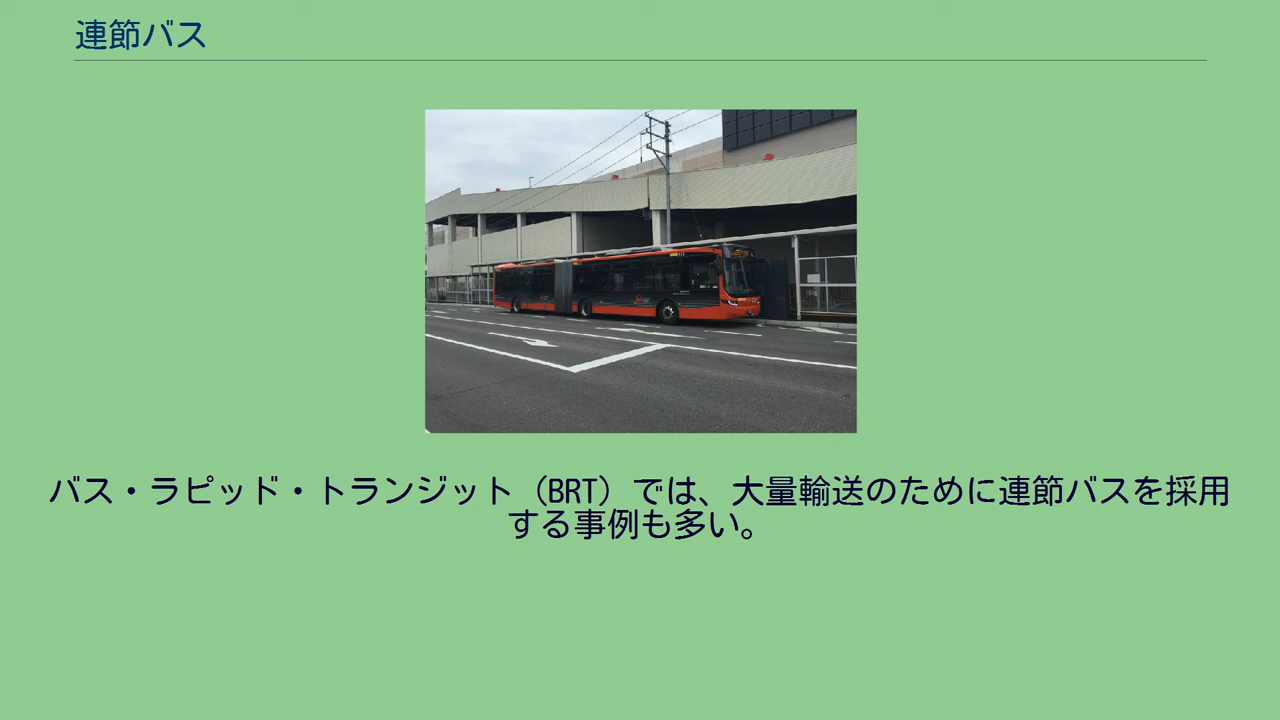 連節バス
バス・ラピッド・トランジット（BRT）では、大量輸送のために連節バスを採用
する事例も多い。